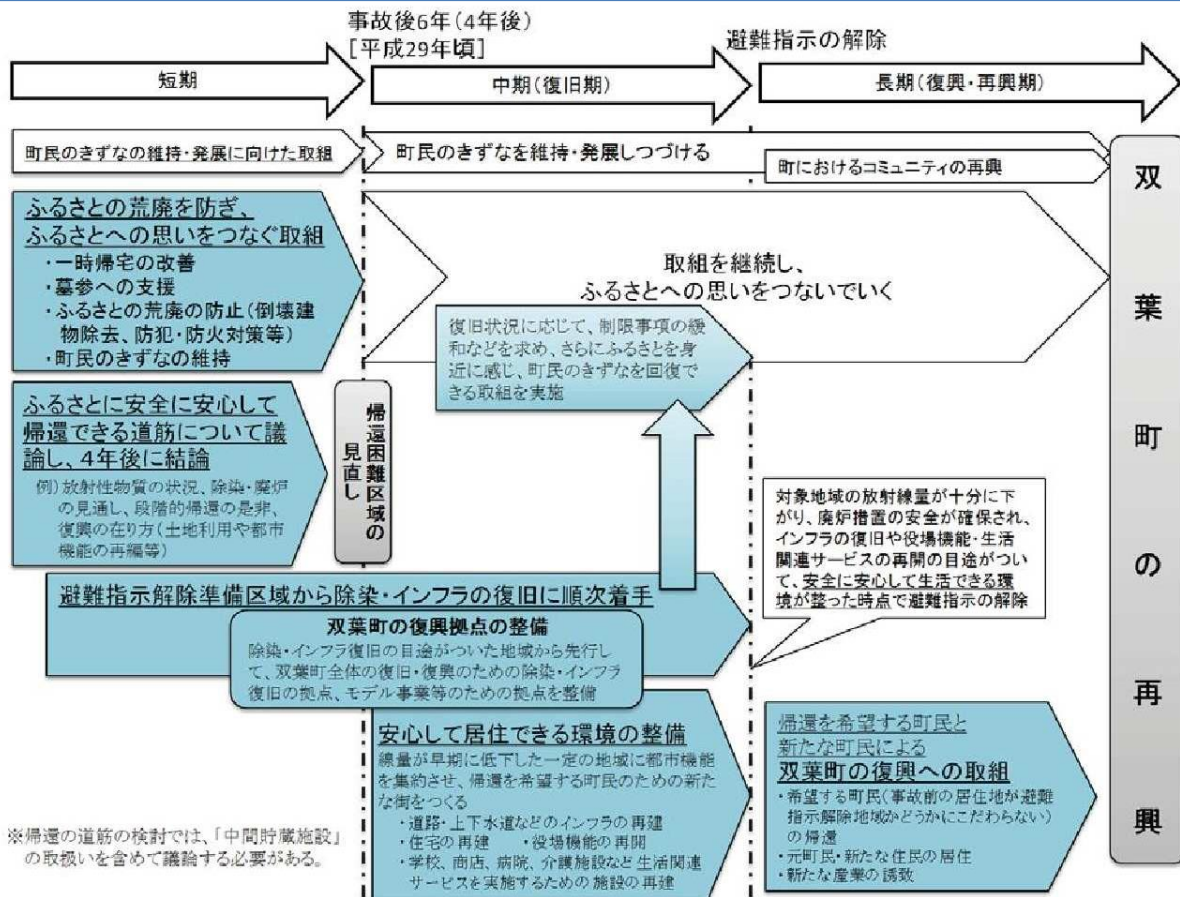 事故後6年(4年後)
[平成29年頃]
避難指示の解除
短期
中期(復旧期)
長期(復興・再興期)
町民のきずなの維持・発展に向けた取組
町民のきずなを維持・発展しつづける
町におけるコミュニティの再興
ふるさとの荒廃を防ぎ、
ふるさとへの思いをつなぐ取組
・一時帰宅の改善
・墓参への支援
・ふるさとの荒廃の防止(倒壊建
物除去、防犯・防火対策等)
・町民のきずなの維持
取組を継続し、
ふるさとへの思いをつないでいく
復旧状況に応じて、制限事項の緩
和などを求め、さらにふるさとを身
近に感じ、町民のきずなを回復で
きる取組を実施
ふるさとに安全に安心して
帰還できる道筋について議
論し、4年後に結論
例)放射性物質の状況、除染・廃炉
の見通し、段階的帰還の是非、
復興の在り方(土地利用や都市
機能の再編等)
帰還困難区域の
見直し
対象地域の放射線量が十分に下
がり、廃炉措置の安全が確保され、
インフラの復旧や役場機能・生活
関連サービスの再開の目途がつい
て、安全に安心して生活できる環
境が整った時点で避難指示の解除
避難指示解除準備区域から除染・インフラの復旧に順次着手
双葉町の復興拠点の整備
除染・インフラ復旧の目途がついた地域から先行し
て、双葉町全体の復旧・復興のための除染・インフラ
復旧の拠点、モデル事業等のための拠点を整備
安心して居住できる環境の整備
線量が早期に低下した一定の地域に都市機能
を集約させ、帰還を希望する町民のための新た
な街をつくる
・道路・上下水道などのインフラの再建
・住宅の再建 ・役場機能の再開
・学校、商店、病院、介護施設など生活関連
サービスを実施するための施設の再建
帰還を希望する町民と
新たな町民による
双葉町の復興への取組
・希望する町民(事故前の居住地が避難
指示解除地域かどうかにこだわらない)
の帰還
・元町民・新たな住民の居住
・新たな産業の誘致
※帰還の道筋の検討では、「中間貯蔵施設」
の取扱いを含めて議論する必要がある。
双葉町の再興